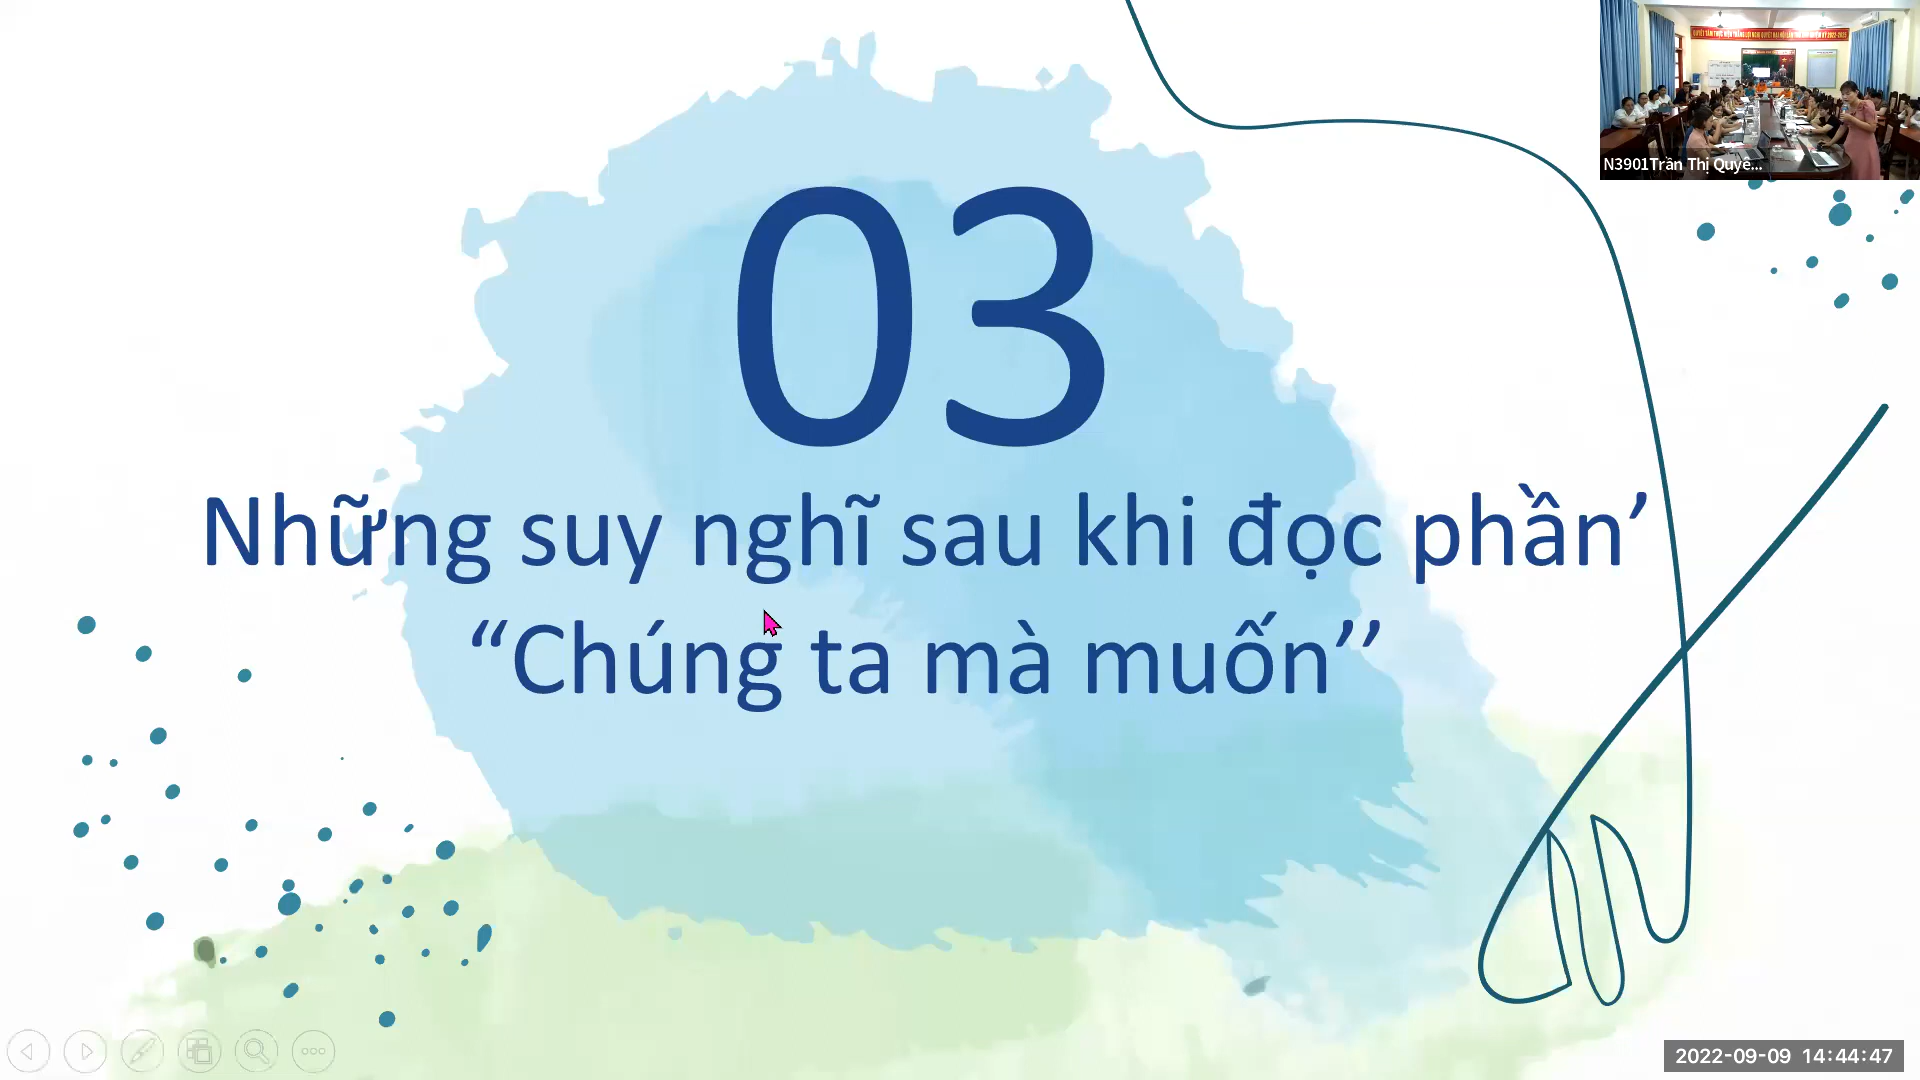 N3901Trần Thị Quyê...
03
Những suy nghĩ sau khi đọc phần’
“Chúng ta mà muốn’’
2022-09-09 14:44:47